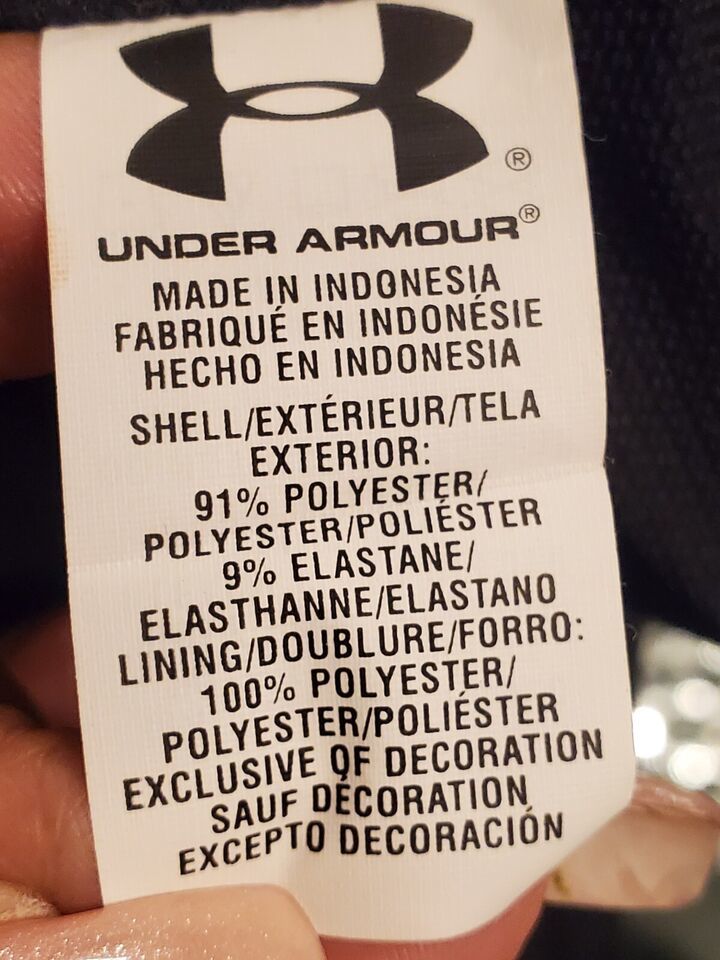 ®
UNDER ARMOUR®
MADE IN INDONESIA
FABRIQUÉ EN INDONÉSIE
HECHO EN INDONESIA
SHELL/EXTÉRIEUR/TELA
EXTERIOR:
91% POLYESTER/
POLYESTER/POLIÉSTER
9% ELASTANE/
ELASTHANNE/ELASTANO
LINING/DOUBLURE/FORRO:
100% POLYESTER/
POLYESTER/POLIÉSTER
EXCLUSIVE OF DECORATION
SAUF DÉCORATION
EXCEPTO DECORACIÓN